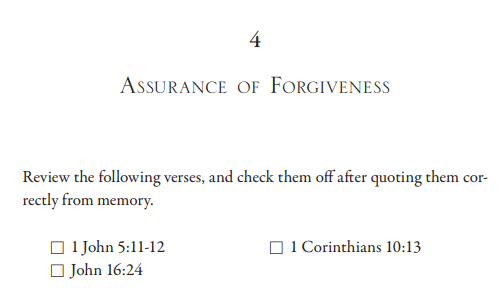 4
Assurance of Forgiveness
Review the following verses, and check them off after quoting them cor-
rectly from memory.
☐ 1 John 5:11-12 ☐ 1 Corinthians 10:13
☐ John 16:24